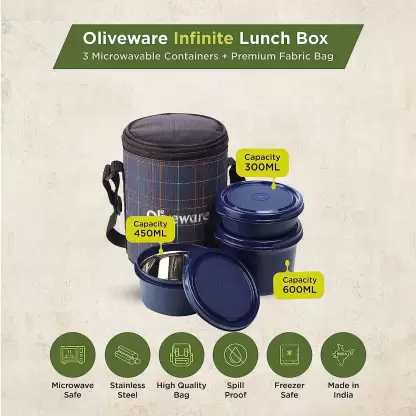 Oliveware Infinite Lunch Box
3 Microwavable Containers + Premium Fabric Bag
Capacity
300ML
Oliveware
Capacity
450ML
Capacity
600ML
Microwave
Safe
Stainless
Steel
High Quality
Bag
Spill
Proof
Freezer
Safe
Made in
India